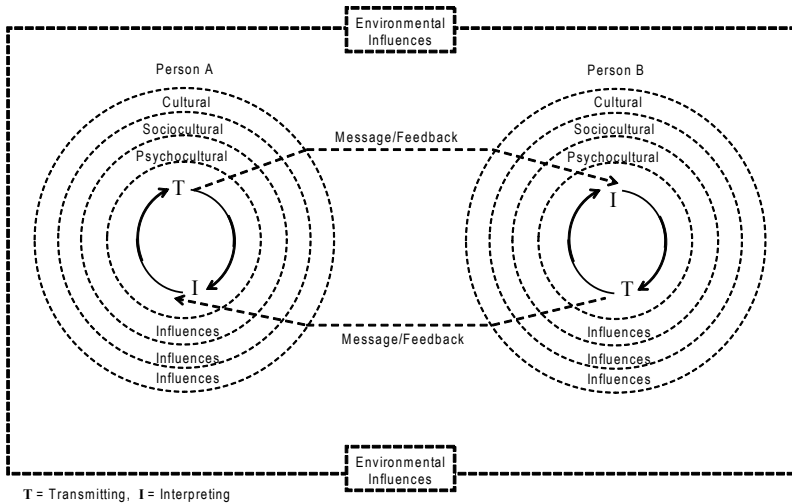 Environmental
Influences
Person A
Person B
Cultural
Cultural
Sociocultural
Sociocultural
Message/Feedback
Psychocultural
Psychocultural
T
I
I
T
Influences
Influences
Message/Feedback
Influences
Influences
Influences
Influences
Environmental
Influences
T = Transmitting, I = Interpreting